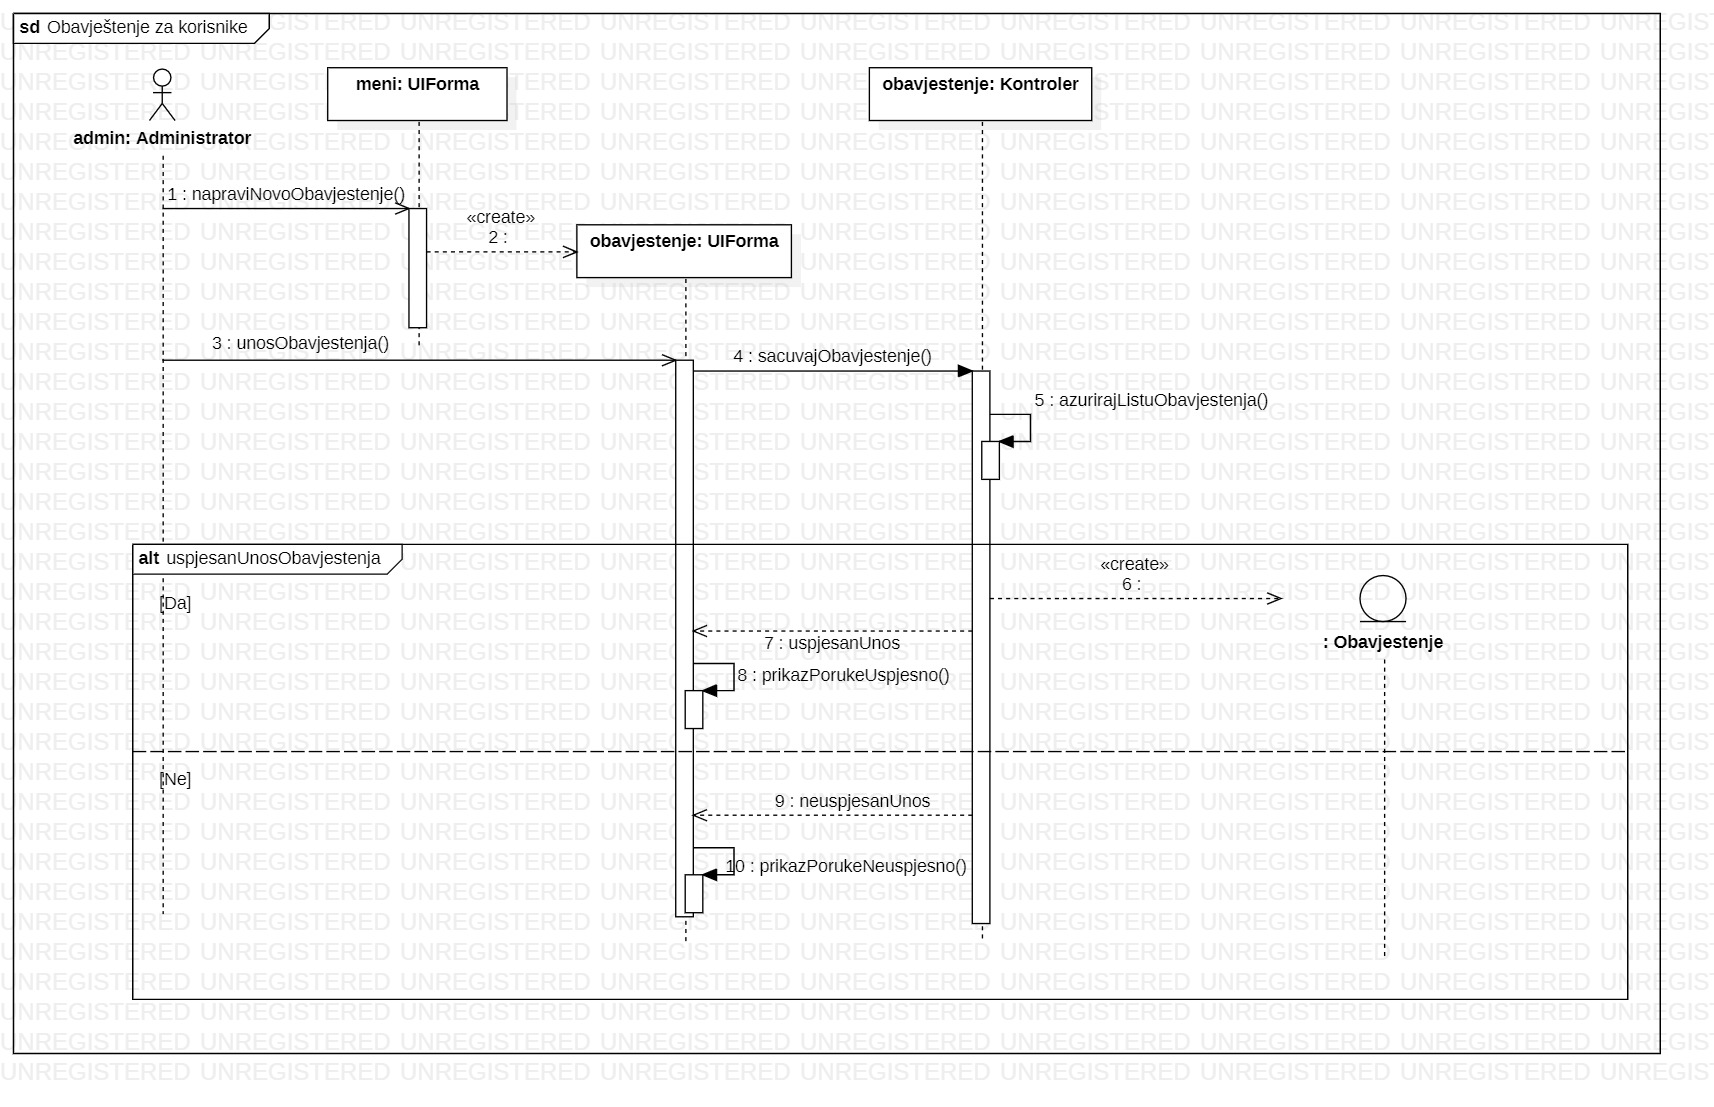 sd Obavještenje za korisnike
meni: UIForma
obavjestenje: Kontroler
admin: Administrator
1 : napraviNovoObavjestenje()
«create»
2 :
obavjestenje: UIForma
3 : unosObavjestenja()
4 : sacuvajObavjestenje()
5 : azurirajListuObavjestenja()
alt uspjesanUnosObavjestenja
«create»
6 :
[Da]
7 : uspjesanUnos
: Obavjestenje
8 : prikazPorukeUspjesno()
[Ne]
9 : neuspjesanUnos
10 : prikazPorukeNeuspjesno()
UNREGISTERED